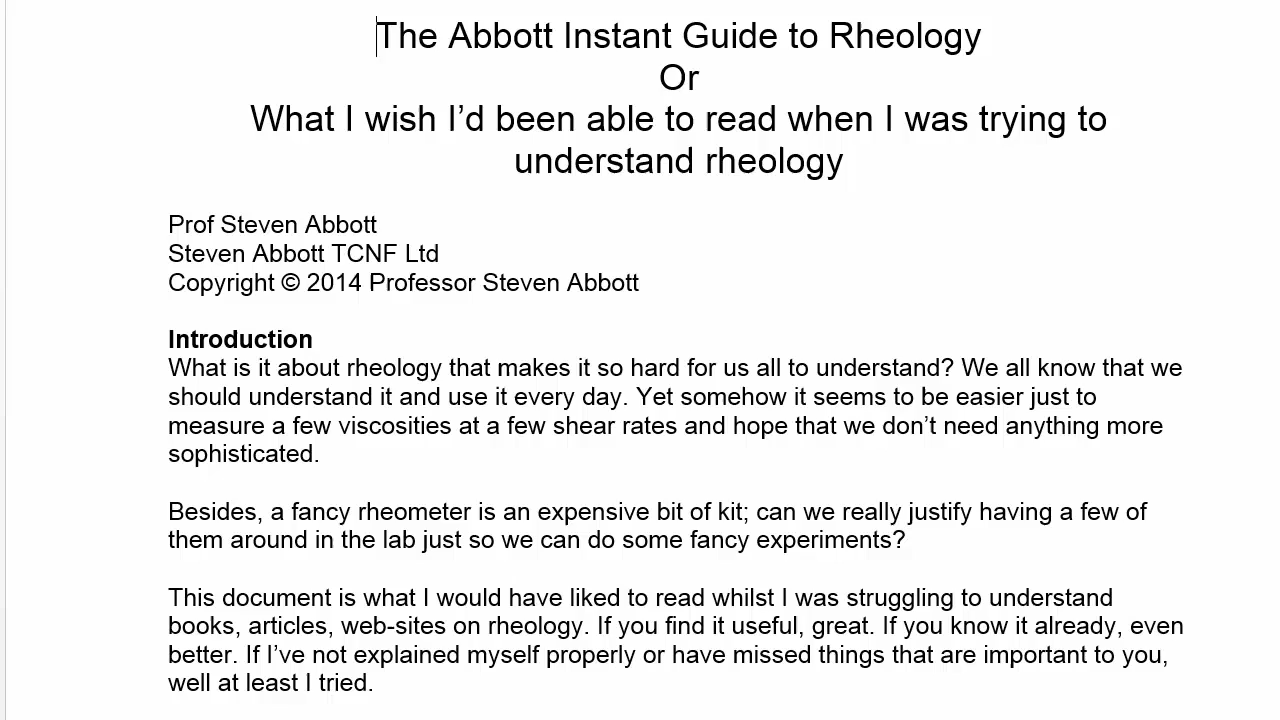 The Abbott Instant Guide to Rheology
Or
What I wish I’d been able to read when I was trying to
understand rheology
Prof Steven Abbott
Steven Abbott TCNF Ltd
Copyright © 2014 Professor Steven Abbott
Introduction
What is it about rheology that makes it so hard for us all to understand? We all know that we
should understand it and use it every day. Yet somehow it seems to be easier just to
measure a few viscosities at a few shear rates and hope that we don’t need anything more
sophisticated.
Besides, a fancy rheometer is an expensive bit of kit; can we really justify having a few of
them around in the lab just so we can do some fancy experiments?
This document is what I would have liked to read whilst I was struggling to understand
books, articles, web-sites on rheology. If you find it useful, great. If you know it already, even
better. If I’ve not explained myself properly or have missed things that are important to you,
well at least I tried.